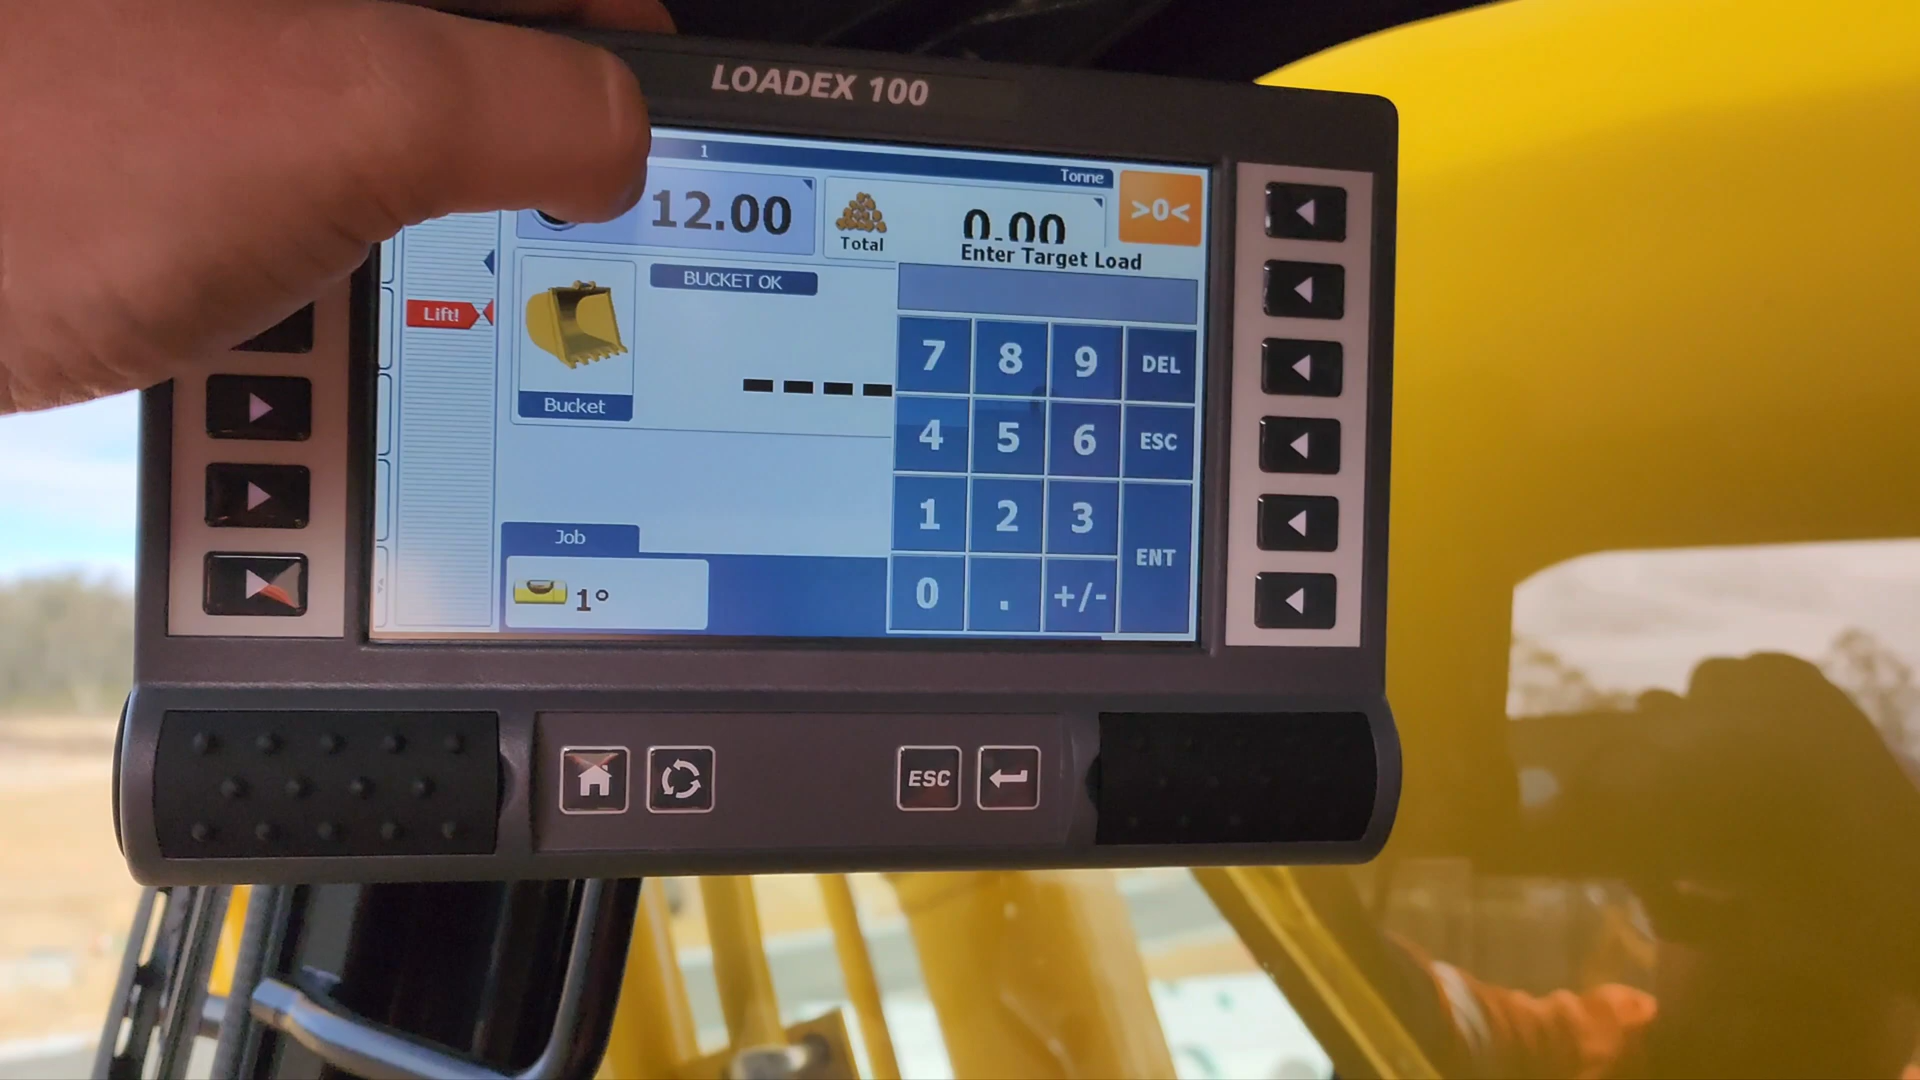 LOADEX 100
1
Tonne
12.00
Total
0.00
>0<
Enter Target Load
BUCKET OK
Lift!
Bucket
----
7 8 9 DEL
4 5 6 ESC
1 2 3
ENT
0 . +/-
Job
1°
ESC